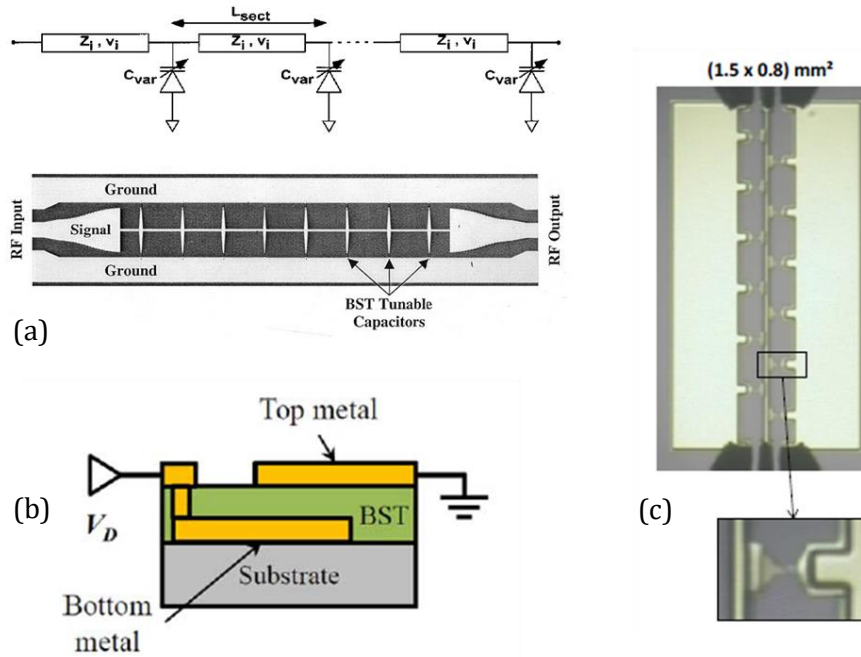 L_sect
Z_i , v_i
Z_i , v_i
Z_i , v_i
C_var
C_var
C_var
Ground
RF Input
Signal
RF Output
Ground
BST Tunable
Capacitors
(a)
Top metal
(b)
V_D
BST
Substrate
Bottom
metal
(1.5 x 0.8) mm²
(c)